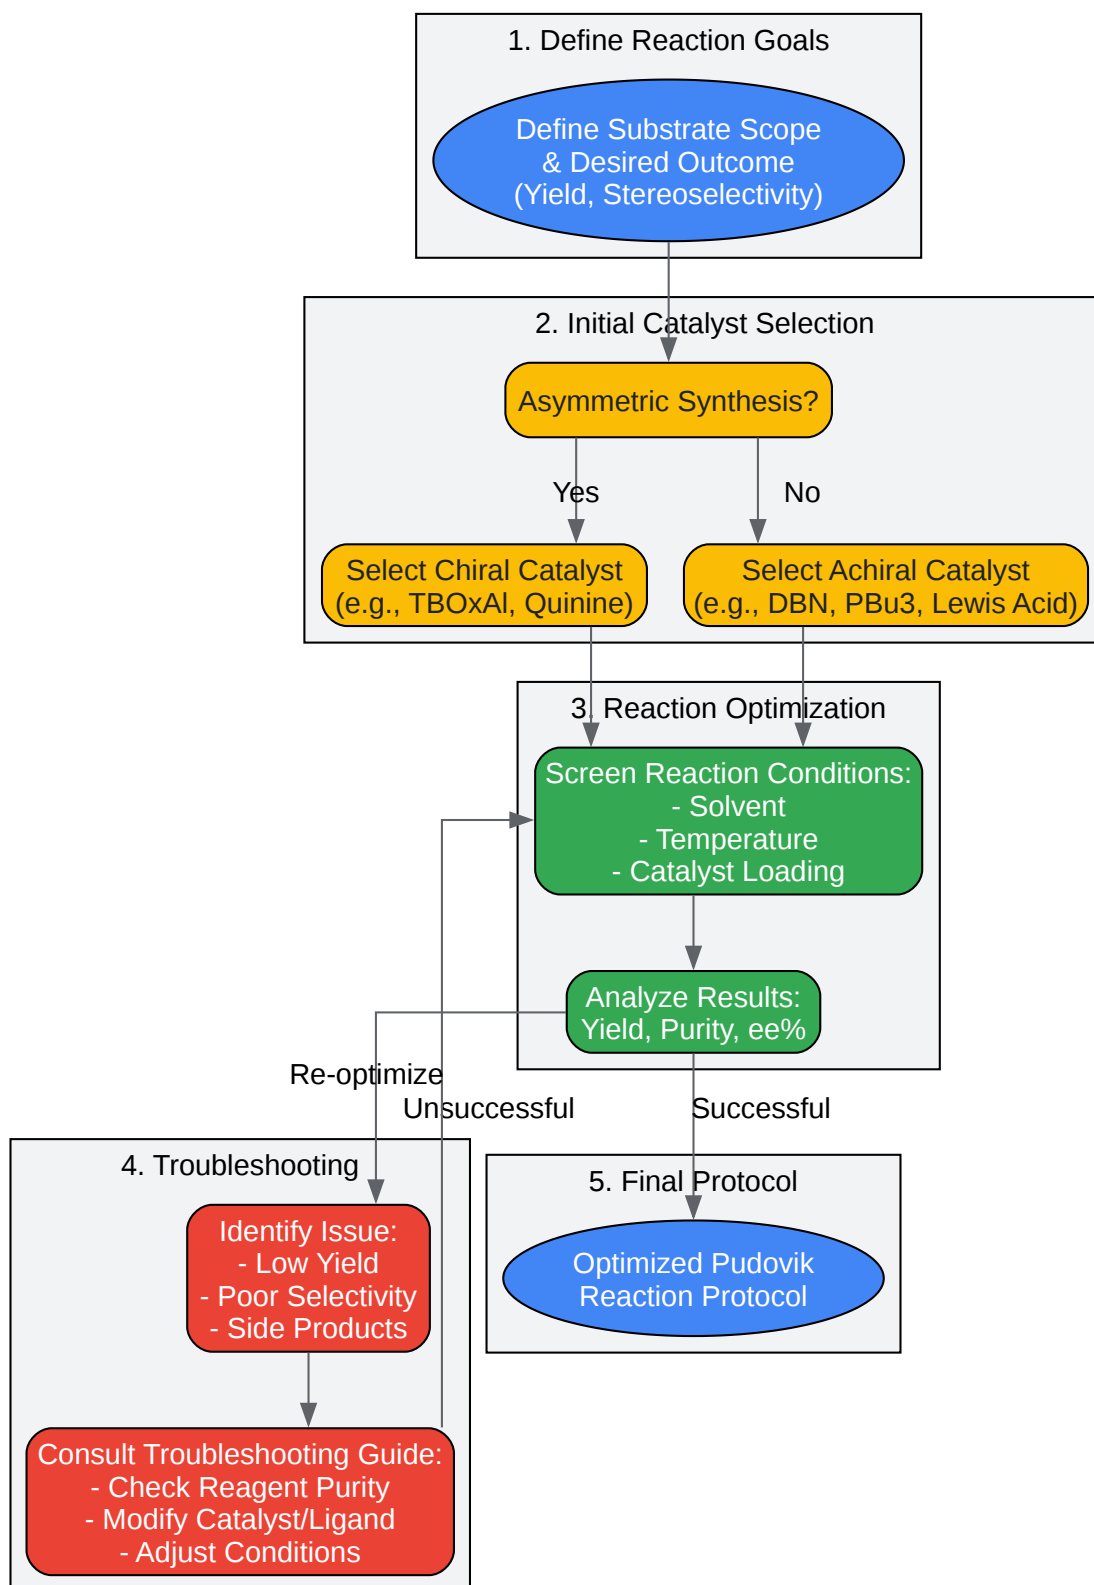 1. Define Reaction Goals
Define Substrate Scope
& Desired Outcome
(Yield, Stereoselectivity)
2. Initial Catalyst Selection
Asymmetric Synthesis?
Yes
No
Select Chiral Catalyst
(e.g., TBOxAl, Quinine)
Select Achiral Catalyst
(e.g., DBN, PBu3, Lewis Acid)
3. Reaction Optimization
Screen Reaction Conditions:
- Solvent
- Temperature
- Catalyst Loading
Analyze Results:
Yield, Purity, ee%
Re-optimize
Unsuccessful
Successful
4. Troubleshooting
Identify Issue:
- Low Yield
- Poor Selectivity
- Side Products
Consult Troubleshooting Guide:
- Check Reagent Purity
- Modify Catalyst/Ligand
- Adjust Conditions
5. Final Protocol
Optimized Pudovik
Reaction Protocol